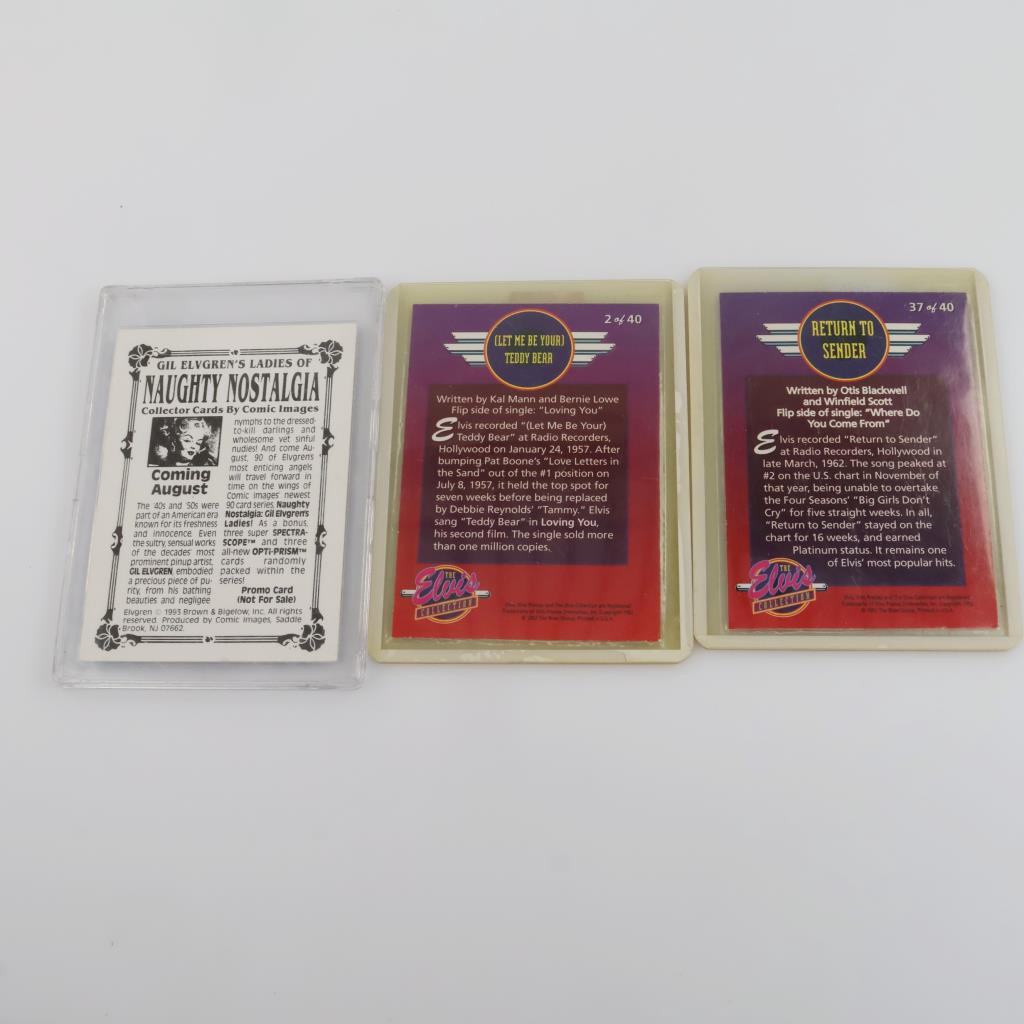 GIL ELVGREN'S LADIES OF
NAUGHTY NOSTALGIA
Collector Cards By Comic Images
Coming
August
The '40s and '50s were
part of an American era
known for its freshness
and innocence. Even
the sultry, sensual works
of the decades' most
prominent pinup artist,
GIL ELVGREN, embodied
a precious piece of pu-
rity, from his bathing
beauties and negligee
nymphs to the dressed-
to-kill darlings and
wholesome yet sinful
nudies! And come Au-
gust, 90 of Elvgren's
most enticing angels
will travel forward in
time on the wings of
Comic Images' newest
90 card series, Naughty
Nostalgia: Gil Elvgren's
Ladies! As a bonus,
three super SPECTRA-
SCOPE™ and three
all-new OPTI-PRISM™
cards randomly
packed within the
series!
Promo Card
(Not For Sale)
Elvgren © 1993 Brown & Bigelow, Inc. All rights
reserved. Produced by Comic Images, Saddle
Brook, NJ 07662.
2 of 40
(LET ME BE YOUR)
TEDDY BEAR
Written by Kal Mann and Bernie Lowe
Flip side of single: "Loving You"
Elvis recorded "(Let Me Be Your)
Teddy Bear" at Radio Recorders,
Hollywood on January 24, 1957. After
bumping Pat Boone's "Love Letters in
the Sand" out of the #1 position on
July 8, 1957, it held the top spot for
seven weeks before being replaced
by Debbie Reynolds' "Tammy." Elvis
sang "Teddy Bear" in Loving You,
his second film. The single sold more
than one million copies.
THE
Elvis
COLLECTION
37 of 40
RETURN TO
SENDER
Written by Otis Blackwell
and Winfield Scott
Flip side of single: "Where Do
You Come From"
Elvis recorded "Return to Sender"
at Radio Recorders, Hollywood in
late March, 1962. The song peaked at
#2 on the U.S. chart in November of
that year, being unable to overtake
the Four Seasons' "Big Girls Don't
Cry" for five straight weeks. In all,
"Return to Sender" stayed on the
chart for 16 weeks, and earned
Platinum status. It remains one
of Elvis' most popular hits.
THE
Elvis
COLLECTION